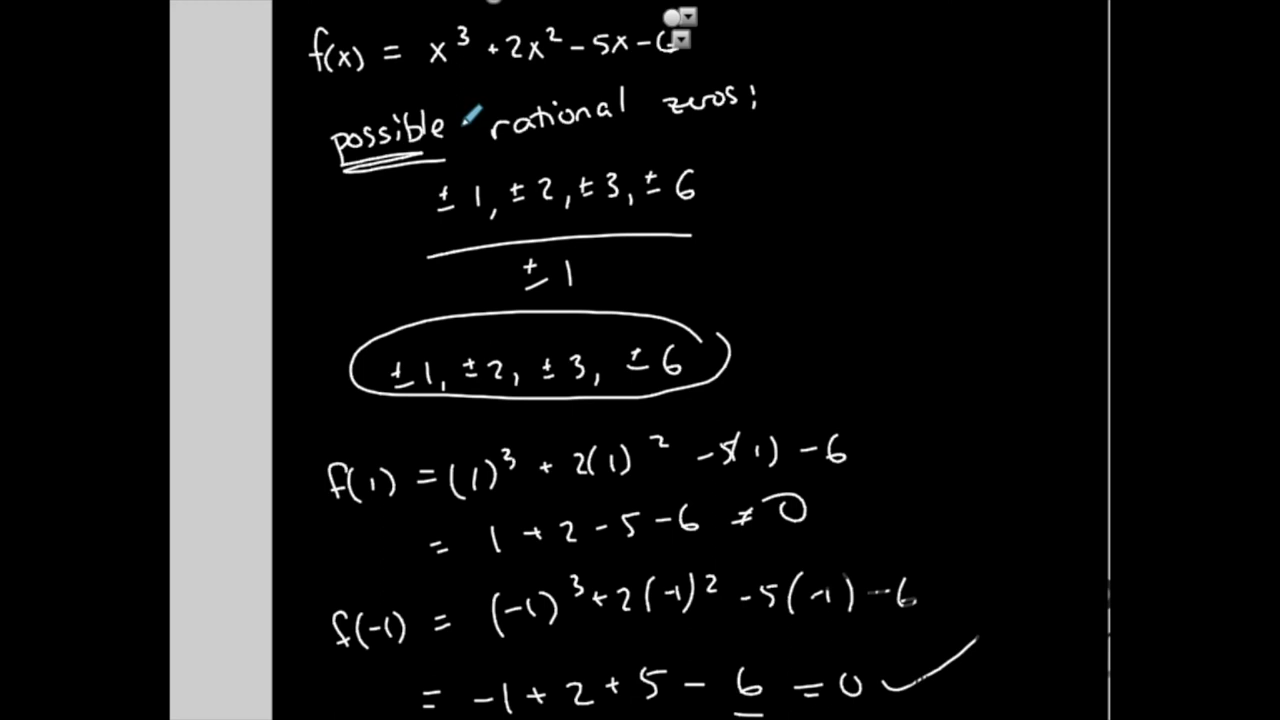 f(x) = x³ + 2x² - 5x - 6
possible rational zeros:
± 1, ± 2, ± 3, ± 6
± 1
± 1, ± 2, ± 3, ± 6
f(1) = (1)³ + 2(1)² - 5(1) - 6
= 1 + 2 - 5 - 6 ≠ 0
f(-1) = (-1)³ + 2(-1)² - 5(-1) - 6
= -1 + 2 + 5 - 6 = 0 ✓